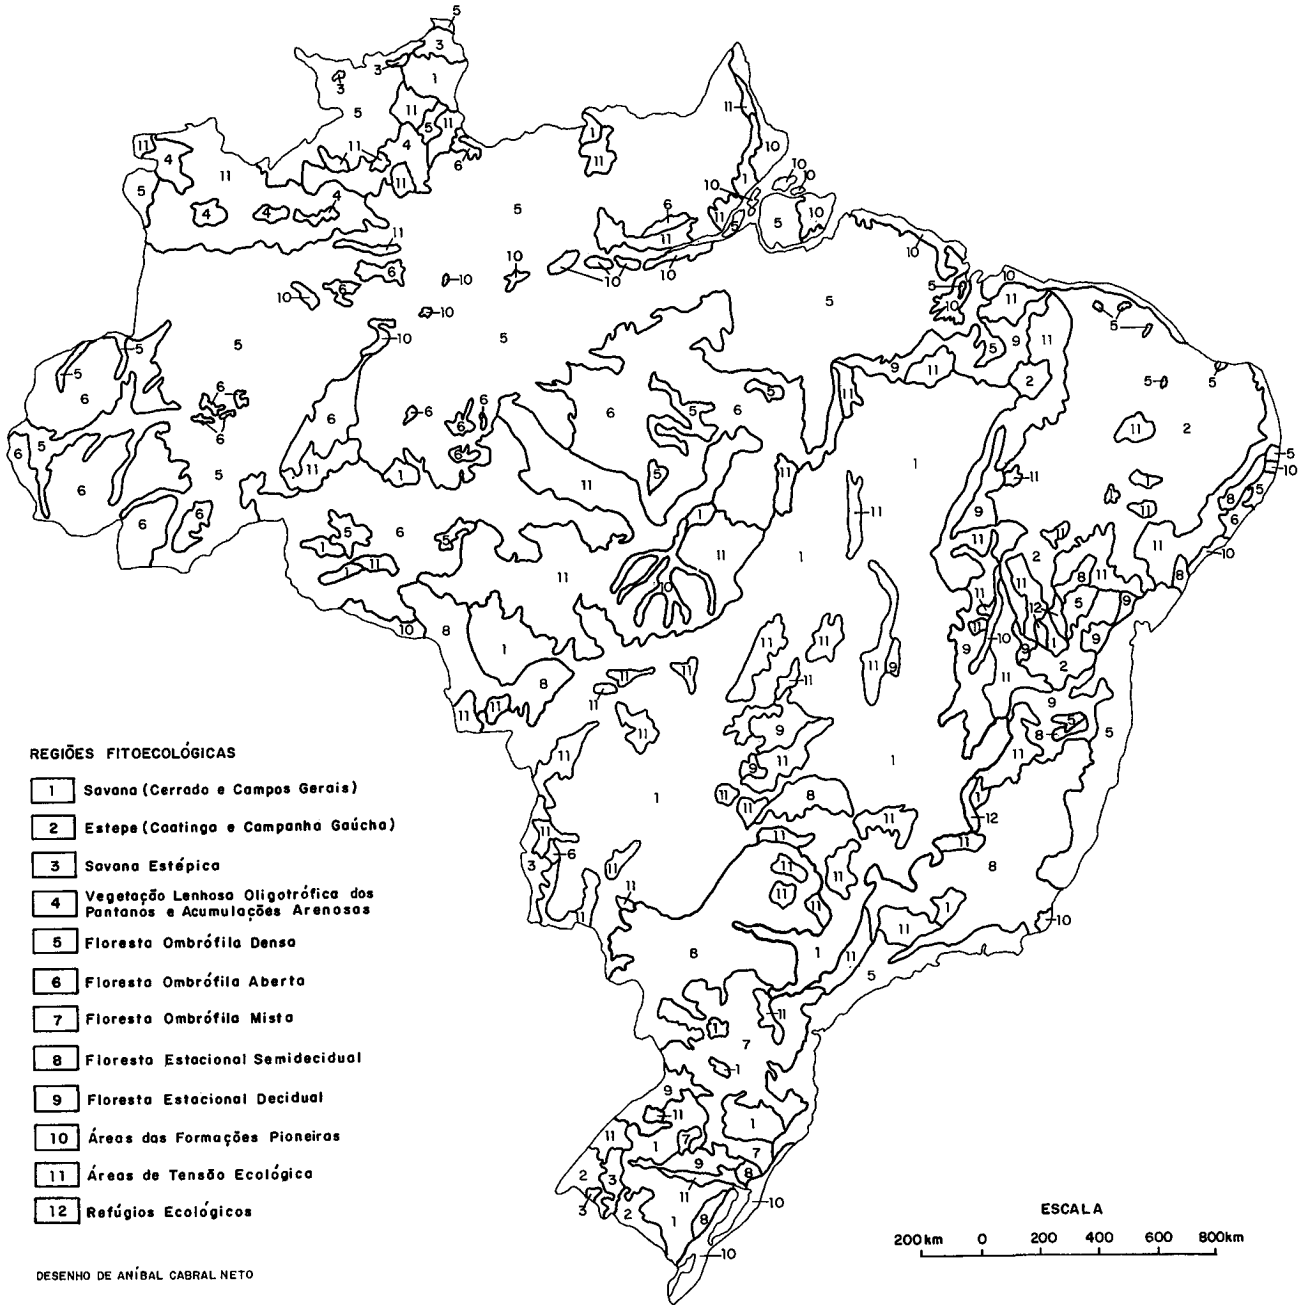 REGIÕES FITOECOLÓGICAS
1 Savana (Cerrado e Campos Gerais)
2 Estepe (Caatinga e Campanha Gaúcha)
3 Savana Estépica
4 Vegetação Lenhosa Oligotrófica dos
Pantanos e Acumulações Arenosas
5 Floresta Ombrófila Densa
6 Floresta Ombrófila Aberta
7 Floresta Ombrófila Mista
8 Floresta Estacional Semidecidual
9 Floresta Estacional Decidual
10 Áreas das Formações Pioneiras
11 Áreas de Tensão Ecológica
12 Refúgios Ecológicos
DESENHO DE ANÍBAL CABRAL NETO
ESCALA
200km 0 200 400 800km